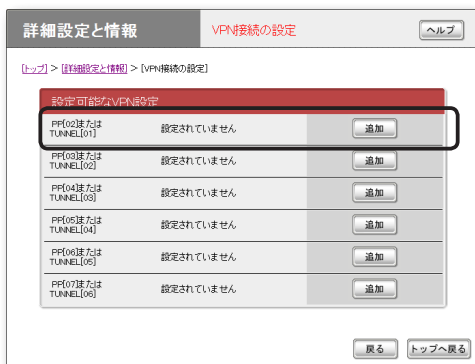 詳細設定と情報
VPN接続の設定
ヘルプ
[トップ] > [詳細設定と情報] > [VPN接続の設定]
設定可能なVPN設定
PP[02]または
TUNNEL[01]
設定されていません
追加
PP[03]または
TUNNEL[02]
設定されていません
追加
PP[04]または
TUNNEL[03]
設定されていません
追加
PP[05]または
TUNNEL[04]
設定されていません
追加
PP[06]または
TUNNEL[05]
設定されていません
追加
PP[07]または
TUNNEL[06]
設定されていません
追加
戻る
トップへ戻る